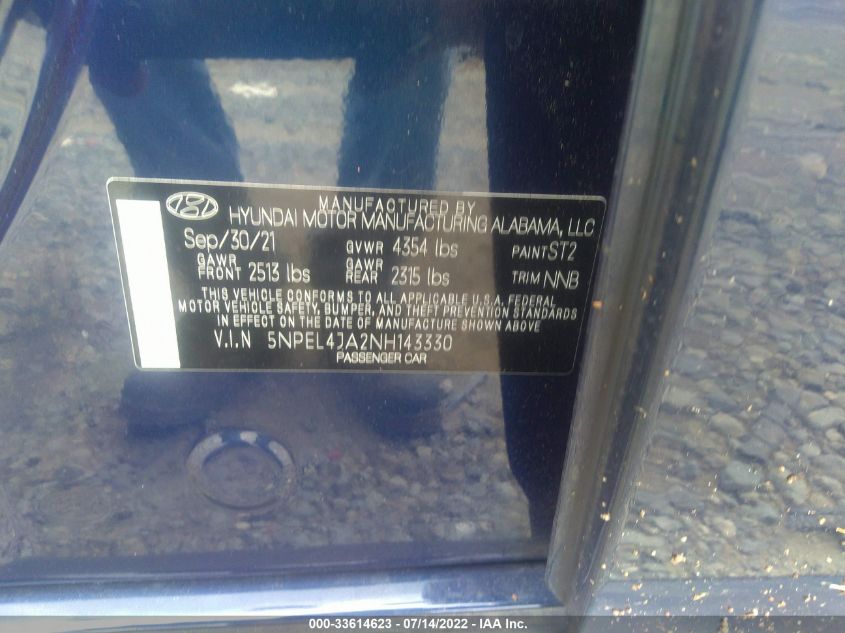 MANUFACTURED BY
HYUNDAI MOTOR MANUFACTURING ALABAMA, LLC
Sep/30/21 GVWR 4354 lbs PAINT ST2
GAWR FRONT 2513 lbs GAWR REAR 2315 lbs TRIM NNB
THIS VEHICLE CONFORMS TO ALL APPLICABLE U.S.A. FEDERAL
MOTOR VEHICLE SAFETY, BUMPER, AND THEFT PREVENTION STANDARDS
IN EFFECT ON THE DATE OF MANUFACTURE SHOWN ABOVE
V.I.N 5NPEL4JA2NH143330
PASSENGER CAR
000-33614623 - 07/14/2022 - IAA Inc.